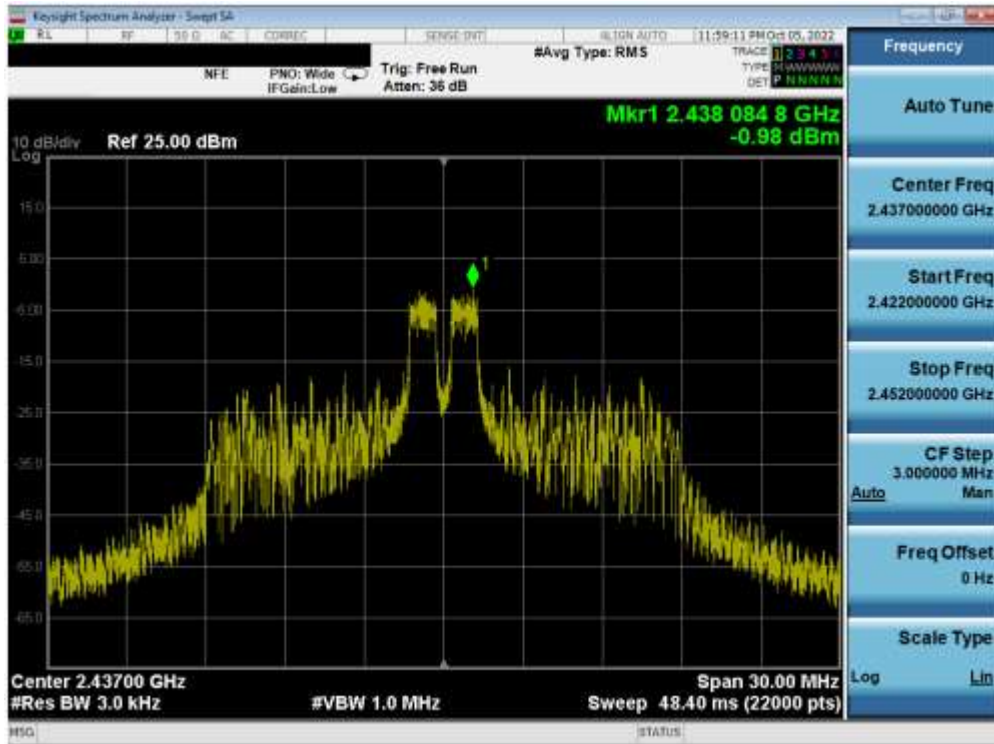 Keysight Spectrum Analyzer - Swept SA
RL RF 50 Ω AC CORREC SENSE:INT ALIGN AUTO 11:59:11 PM Oct 05, 2022
NFE PNO: Wide Trig: Free Run #Avg Type: RMS TRACE 1 2 3 4 5 6
IFGain:Low Atten: 36 dB TYPE M W W W W W
DET P N N N N N
Mkr1 2.438 084 8 GHz
-0.98 dBm
10 dB/div Ref 25.00 dBm
Log
15.0
5.00
-5.00
-15.0
-25.0
-35.0
-45.0
-55.0
-65.0
1
Center 2.43700 GHz Span 30.00 MHz
#Res BW 3.0 kHz #VBW 1.0 MHz Sweep 48.40 ms (22000 pts)
MSG STATUS
Frequency
Auto Tune
Center Freq
2.437000000 GHz
Start Freq
2.422000000 GHz
Stop Freq
2.452000000 GHz
CF Step
3.000000 MHz
Auto Man
Freq Offset
0 Hz
Scale Type
Log Lin